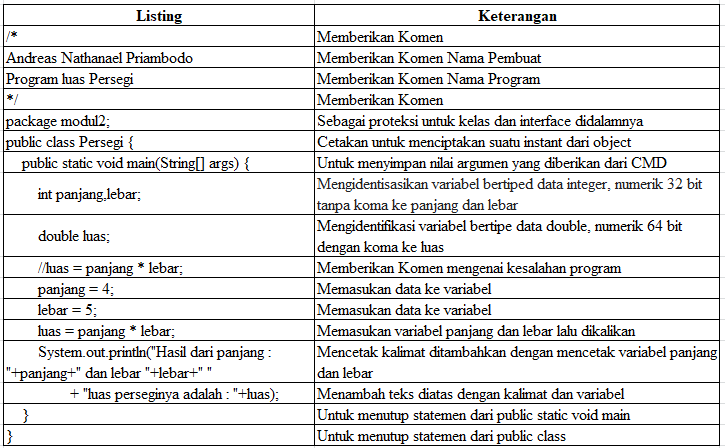 Listing Keterangan
/* Memberikan Komen
Andreas Nathanael Priambodo Memberikan Komen Nama Pembuat
Program luas Persegi Memberikan Komen Nama Program
*/ Memberikan Komen
package modul2; Sebagai proteksi untuk kelas dan interface didalamnya
public class Persegi { Cetakan untuk menciptakan suatu instant dari object
public static void main(String[] args) { Untuk menyimpan nilai argumen yang diberikan dari CMD
int panjang,lebar;
Mengidentisasikan variabel bertiped data integer, numerik 32 bit
tanpa koma ke panjang dan lebar
double luas;
Mengidentifikasi variabel bertipe data double, numerik 64 bit
dengan koma ke luas
//luas = panjang * lebar; Memberikan Komen mengenai kesalahan program
panjang = 4; Memasukan data ke variabel
lebar = 5; Memasukan data ke variabel
luas = panjang * lebar; Memasukan variabel panjang dan lebar lalu dikalikan
System.out.println("Hasil dari panjang :
"+panjang+" dan lebar "+lebar+" "
Mencetak kalimat ditambahkan dengan mencetak variabel panjang
dan lebar
+ "luas perseginya adalah : "+luas); Menambah teks diatas dengan kalimat dan variabel
} Untuk menutup statemen dari public static void main
} Untuk menutup statemen dari public class